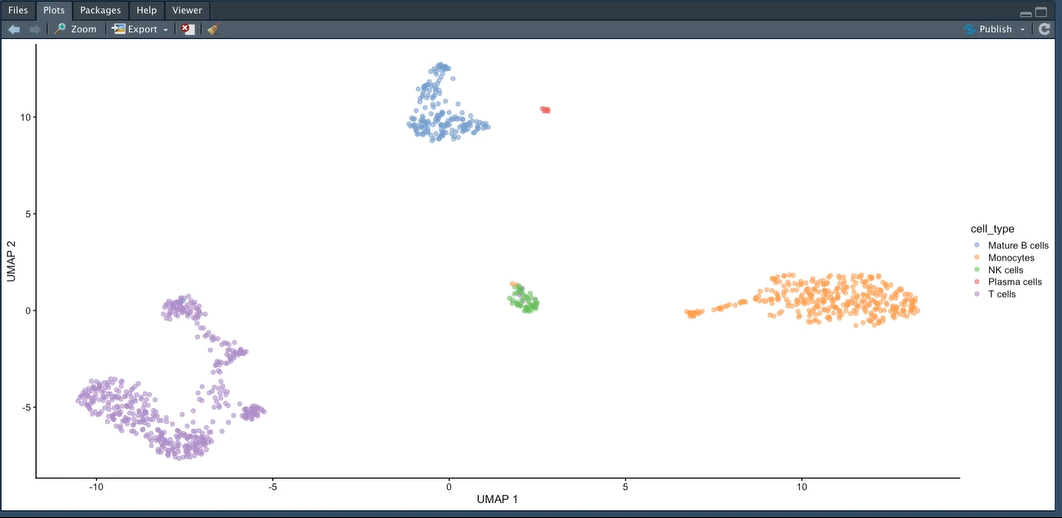 Files Plots Packages Help Viewer
Zoom Export Publish
10
5
0
-5
UMAP 2
-10 -5 0 5 10
UMAP 1
cell_type
Mature B cells
Monocytes
NK cells
Plasma cells
T cells